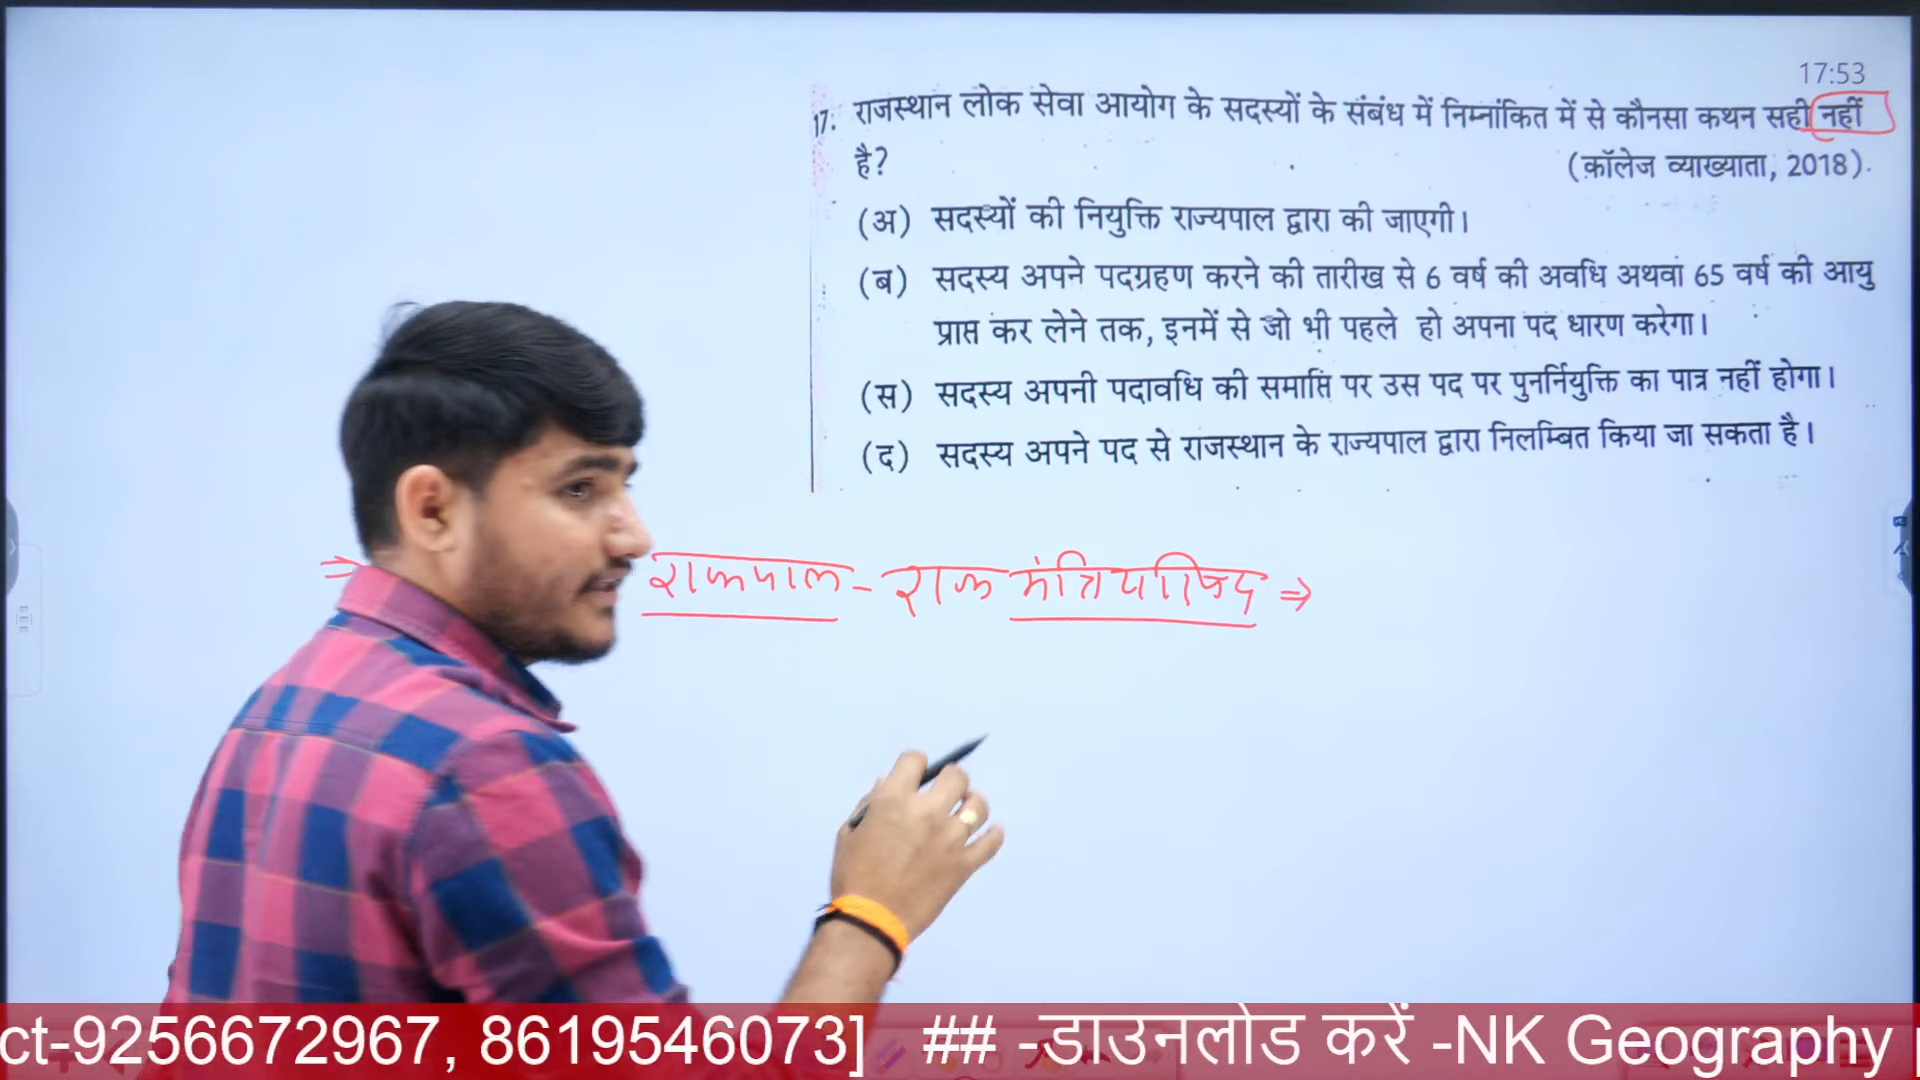 17:53
17. राजस्थान लोक सेवा आयोग के सदस्यों के संबंध में निम्नांकित में से कौनसा कथन सही नहीं
है? (कॉलेज व्याख्याता, 2018).
(अ) सदस्यों की नियुक्ति राज्यपाल द्वारा की जाएगी।
(ब) सदस्य अपने पदग्रहण करने की तारीख से 6 वर्ष की अवधि अथवा 65 वर्ष की आयु
प्राप्त कर लेने तक, इनमें से जो भी पहले हो अपना पद धारण करेगा।
(स) सदस्य अपनी पदावधि की समाप्ति पर उस पद पर पुनर्नियुक्ति का पात्र नहीं होगा।
(द) सदस्य अपने पद से राजस्थान के राज्यपाल द्वारा निलम्बित किया जा सकता है।
⇒ राज्यपाल - राज्य मंत्रिपरिषद ⇒
ct-9256672967, 8619546073] ## -डाउनलोड करें -NK Geography